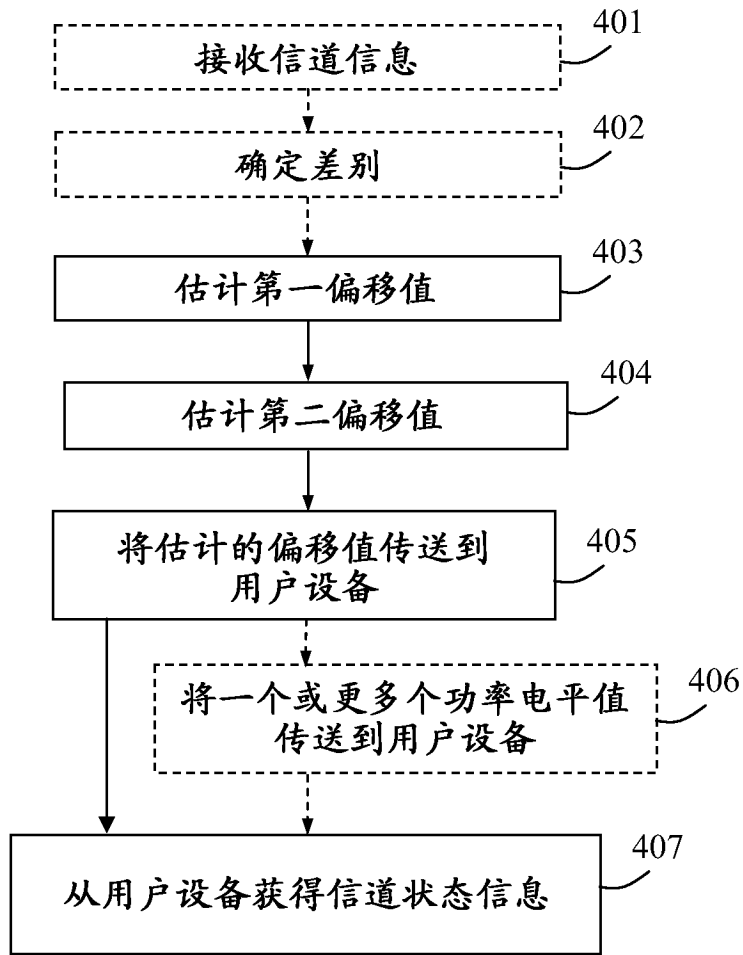 401
接收信道信息
402
确定差别
403
估计第一偏移值
404
估计第二偏移值
405
将估计的偏移值传送到
用户设备
406
将一个或更多个功率电平值
传送到用户设备
407
从用户设备获得信道状态信息